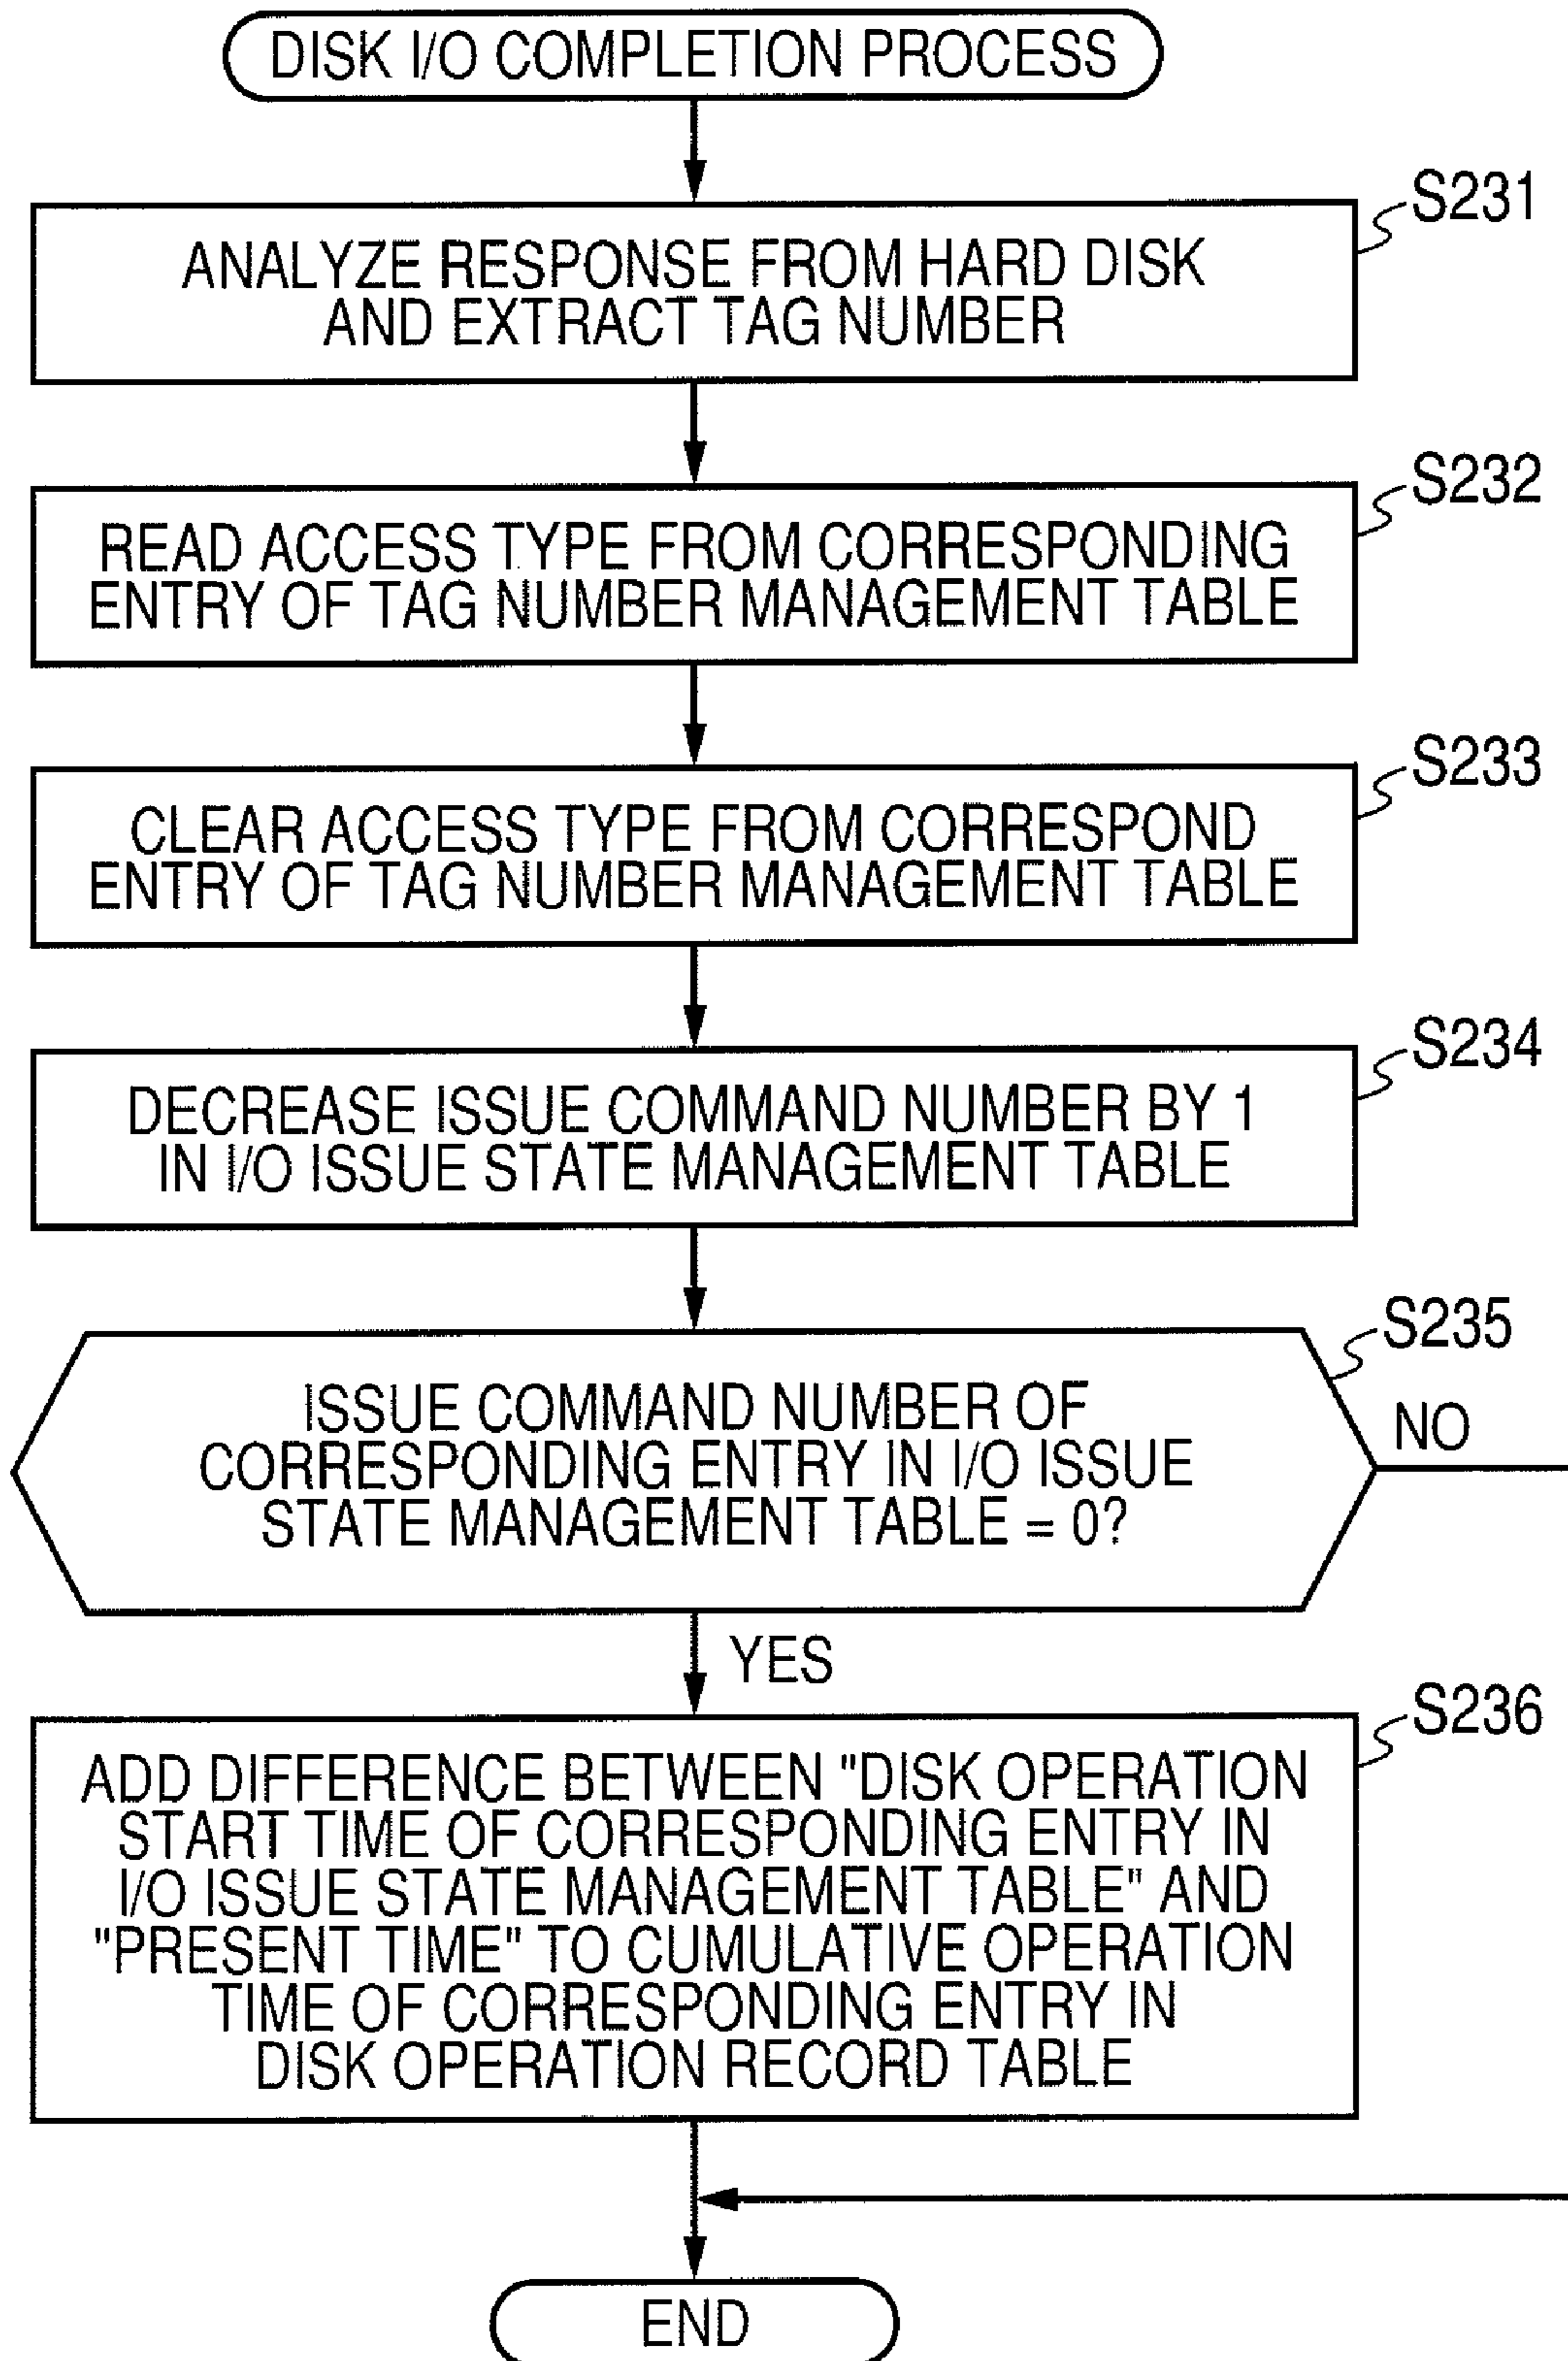 DISK I/O COMPLETION PROCESS
S231
ANALYZE RESPONSE FROM HARD DISK
AND EXTRACT TAG NUMBER
S232
READ ACCESS TYPE FROM CORRESPONDING
ENTRY OF TAG NUMBER MANAGEMENT TABLE
S233
CLEAR ACCESS TYPE FROM CORRESPOND
ENTRY OF TAG NUMBER MANAGEMENT TABLE
S234
DECREASE ISSUE COMMAND NUMBER BY 1
IN I/O ISSUE STATE MANAGEMENT TABLE
S235
ISSUE COMMAND NUMBER OF
CORRESPONDING ENTRY IN I/O ISSUE
STATE MANAGEMENT TABLE = 0?
NO
YES
S236
ADD DIFFERENCE BETWEEN "DISK OPERATION
START TIME OF CORRESPONDING ENTRY IN
I/O ISSUE STATE MANAGEMENT TABLE" AND
"PRESENT TIME" TO CUMULATIVE OPERATION
TIME OF CORRESPONDING ENTRY IN
DISK OPERATION RECORD TABLE
END